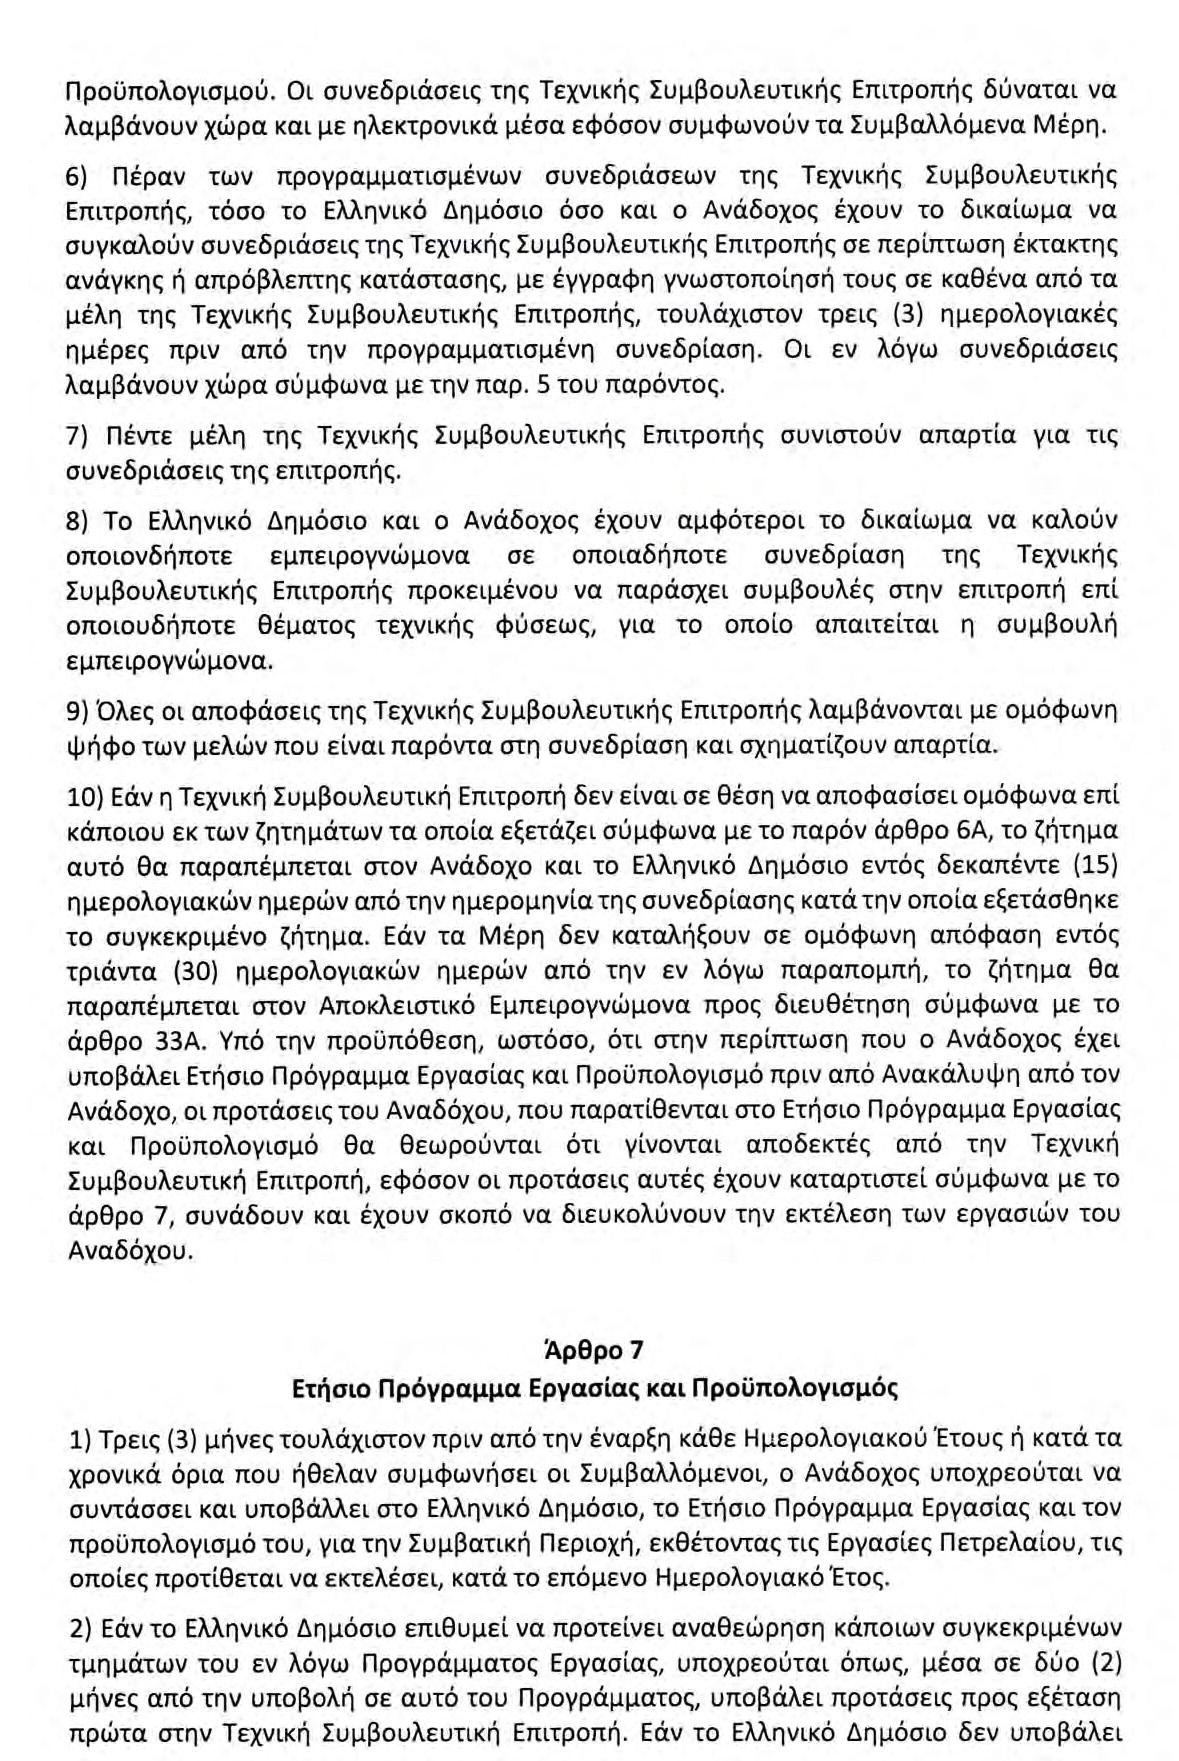 Προϋπολογισμού. Οι συνεδριάσεις της Τεχνικής Συμβουλευτικής Επιτροπής δύναται να
λαμβάνουν χώρα και με ηλεκτρονικά μέσα εφόσον συμφωνούν τα Συμβαλλόμενα Μέρη.
6) Πέραν των προγραμματισμένων συνεδριάσεων της Τεχνικής Συμβουλευτικής
Επιτροπής, τόσο το Ελληνικό Δημόσιο όσο και ο Ανάδοχος έχουν το δικαίωμα να
συγκαλούν συνεδριάσεις της Τεχνικής Συμβουλευτικής Επιτροπής σε περίπτωση έκτακτης
ανάγκης ή απρόβλεπτης κατάστασης, με έγγραφη γνωστοποίησή τους σε καθένα από τα
μέλη της Τεχνικής Συμβουλευτικής Επιτροπής, τουλάχιστον τρεις (3) ημερολογιακές
ημέρες πριν από την προγραμματισμένη συνεδρίαση. Οι εν λόγω συνεδριάσεις
λαμβάνουν χώρα σύμφωνα με την παρ. 5 του παρόντος.
7) Πέντε μέλη της Τεχνικής Συμβουλευτικής Επιτροπής συνιστούν απαρτία για τις
συνεδριάσεις της επιτροπής.
8) Το Ελληνικό Δημόσιο και ο Ανάδοχος έχουν αμφότεροι το δικαίωμα να καλούν
οποιονδήποτε εμπειρογνώμονα σε οποιαδήποτε συνεδρίαση της Τεχνικής
Συμβουλευτικής Επιτροπής προκειμένου να παράσχει συμβουλές στην επιτροπή επί
οποιουδήποτε θέματος τεχνικής φύσεως, για το οποίο απαιτείται η συμβουλή
εμπειρογνώμονα.
9) Όλες οι αποφάσεις της Τεχνικής Συμβουλευτικής Επιτροπής λαμβάνονται με ομόφωνη
ψήφο των μελών που είναι παρόντα στη συνεδρίαση και σχηματίζουν απαρτία.
10) Εάν η Τεχνική Συμβουλευτική Επιτροπή δεν είναι σε θέση να αποφασίσει ομόφωνα επί
κάποιου εκ των ζητημάτων τα οποία εξετάζει σύμφωνα με το παρόν άρθρο 6Α, το ζήτημα
αυτό θα παραπέμπεται στον Ανάδοχο και το Ελληνικό Δημόσιο εντός δεκαπέντε (15)
ημερολογιακών ημερών από την ημερομηνία της συνεδρίασης κατά την οποία εξετάσθηκε
το συγκεκριμένο ζήτημα. Εάν τα Μέρη δεν καταλήξουν σε ομόφωνη απόφαση εντός
τριάντα (30) ημερολογιακών ημερών από την εν λόγω παραπομπή, το ζήτημα θα
παραπέμπεται στον Αποκλειστικό Εμπειρογνώμονα προς διευθέτηση σύμφωνα με το
άρθρο 33Α. Υπό την προϋπόθεση, ωστόσο, ότι στην περίπτωση που ο Ανάδοχος έχει
υποβάλει Ετήσιο Πρόγραμμα Εργασίας και Προϋπολογισμό πριν από Ανακάλυψη από τον
Ανάδοχο, οι προτάσεις του Αναδόχου, που παρατίθενται στο Ετήσιο Πρόγραμμα Εργασίας
και Προϋπολογισμό θα θεωρούνται ότι γίνονται αποδεκτές από την Τεχνική
Συμβουλευτική Επιτροπή, εφόσον οι προτάσεις αυτές έχουν καταρτιστεί σύμφωνα με το
άρθρο 7, συνάδουν και έχουν σκοπό να διευκολύνουν την εκτέλεση των εργασιών του
Αναδόχου.
Άρθρο 7
Ετήσιο Πρόγραμμα Εργασίας και Προϋπολογισμός
1) Τρεις (3) μήνες τουλάχιστον πριν από την έναρξη κάθε Ημερολογιακού Έτους ή κατά τα
χρονικά όρια που ήθελαν συμφωνήσει οι Συμβαλλόμενοι, ο Ανάδοχος υποχρεούται να
συντάσσει και υποβάλλει στο Ελληνικό Δημόσιο, το Ετήσιο Πρόγραμμα Εργασίας και τον
προϋπολογισμό του, για την Συμβατική Περιοχή, εκθέτοντας τις Εργασίες Πετρελαίου, τις
οποίες προτίθεται να εκτελέσει, κατά το επόμενο Ημερολογιακό Έτος.
2) Εάν το Ελληνικό Δημόσιο επιθυμεί να προτείνει αναθεώρηση κάποιων συγκεκριμένων
τμημάτων του εν λόγω Προγράμματος Εργασίας, υποχρεούται όπως, μέσα σε δύο (2)
μήνες από την υποβολή σε αυτό του Προγράμματος, υποβάλει προτάσεις προς εξέταση
πρώτα στην Τεχνική Συμβουλευτική Επιτροπή. Εάν το Ελληνικό Δημόσιο δεν υποβάλει